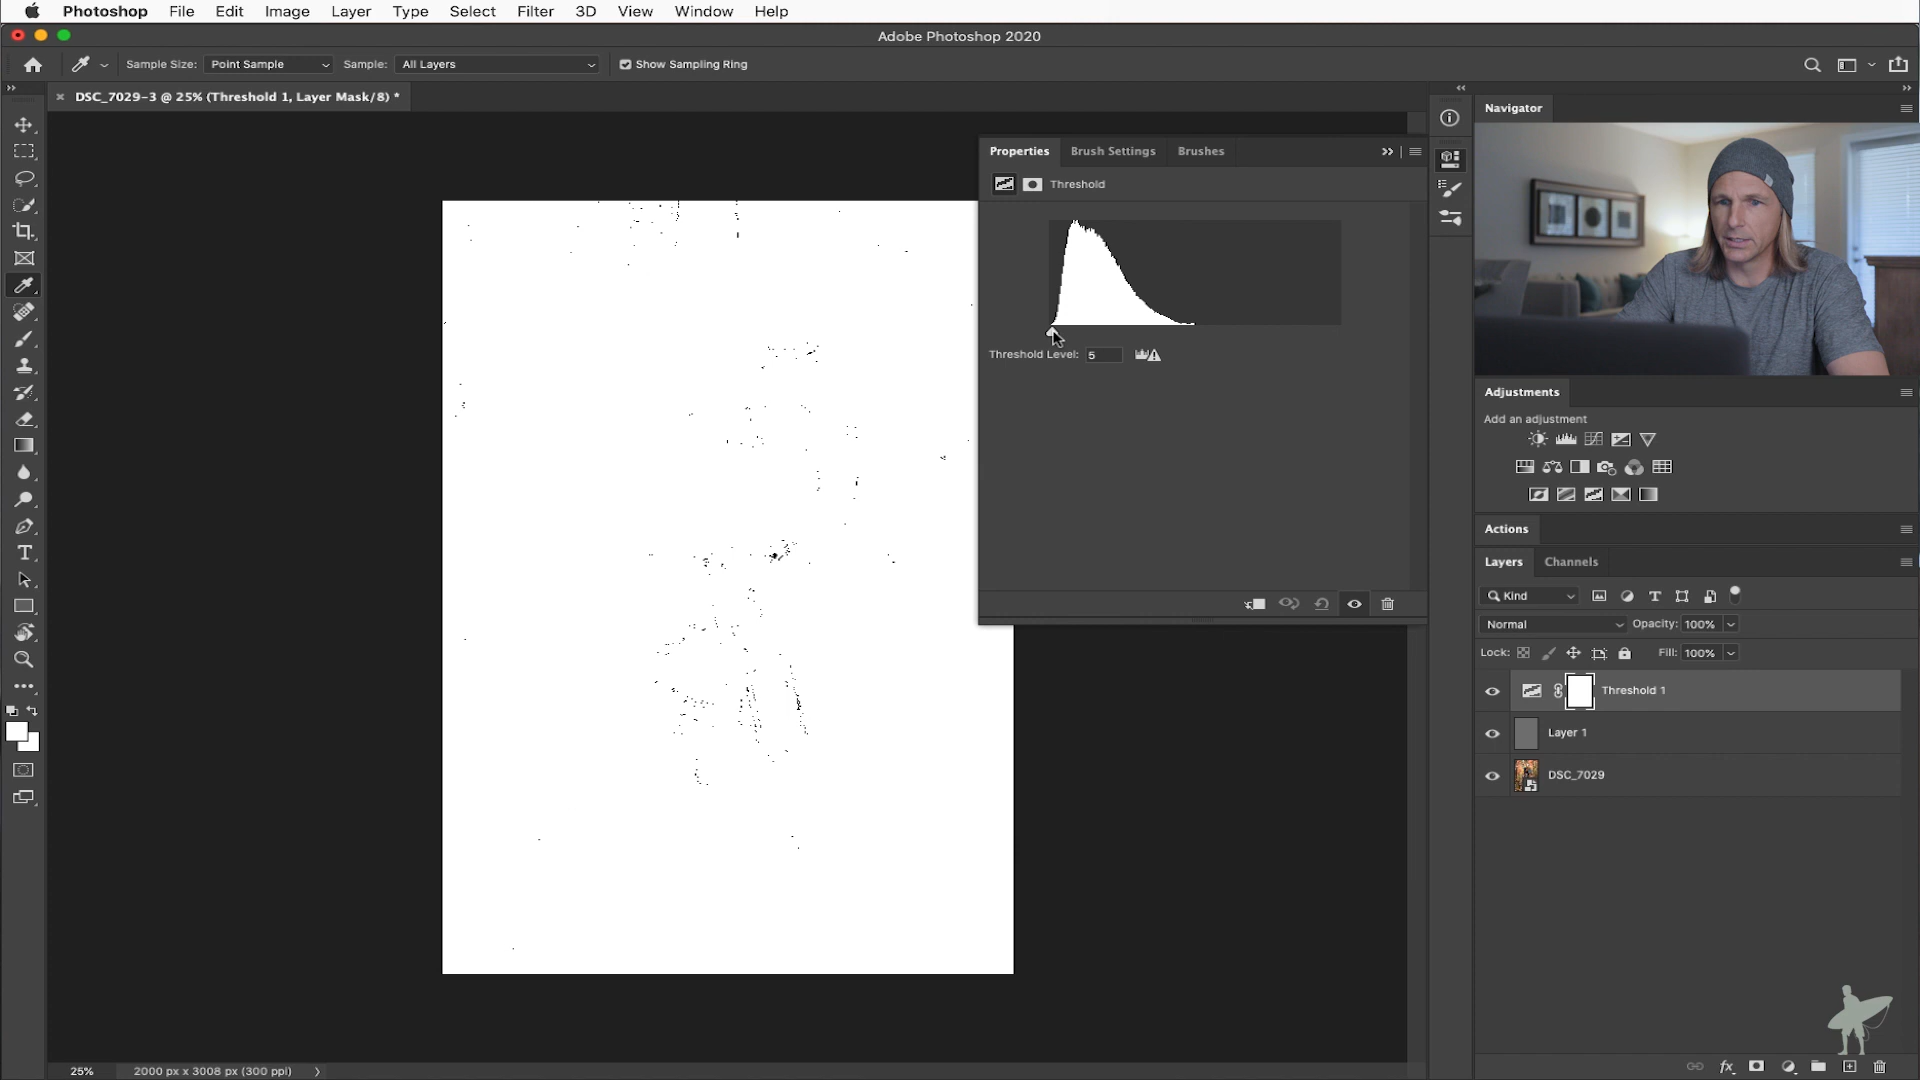 Photoshop File Edit Image Layer Type Select Filter 3D View Window Help
Adobe Photoshop 2020
Sample Size: Point Sample Sample: All Layers Show Sampling Ring
DSC_7029-3 @ 25% (Threshold 1, Layer Mask/8) *
Navigator
Properties Brush Settings Brushes
Threshold
Threshold Level: 5
Adjustments
Add an adjustment
Actions
Layers Channels
Kind
Normal Opacity: 100%
Lock: Fill: 100%
Threshold 1
Layer 1
DSC_7029
25% 2000 px x 3008 px (300 ppi)